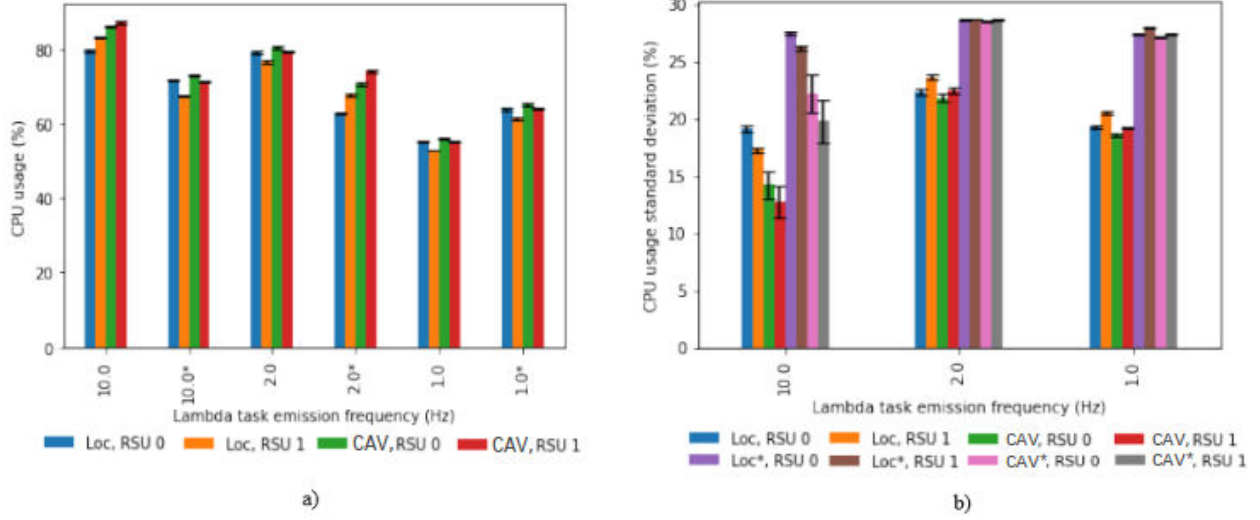 CPU usage (%)
80
60
40
20
0
10.0
10.0*
2.0
2.0*
1.0
1.0*
Lambda task emission frequency (Hz)
Loc, RSU 0 Loc, RSU 1 CAV, RSU 0 CAV, RSU 1
a)
CPU usage standard deviation (%)
30
25
20
15
10
5
0
10.0
2.0
1.0
Lambda task emission frequency (Hz)
Loc, RSU 0 Loc, RSU 1 CAV, RSU 0 CAV, RSU 1
Loc*, RSU 0 Loc*, RSU 1 CAV*, RSU 0 CAV*, RSU 1
b)